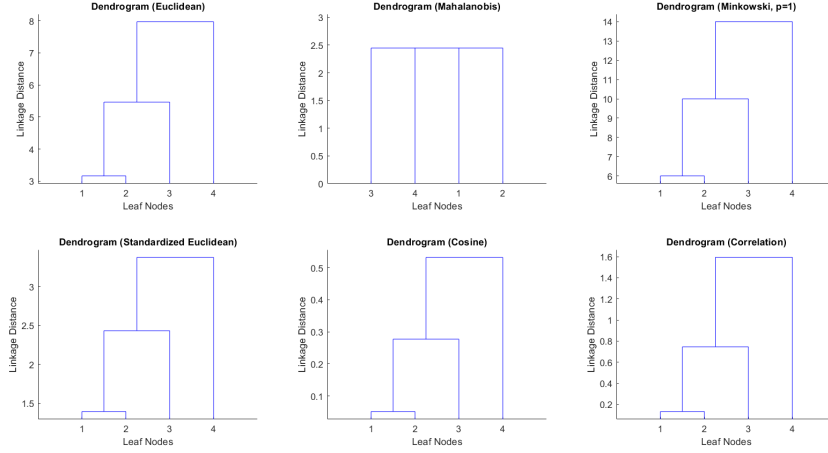 Dendrogram (Euclidean)
8
7
6
5
4
3
Linkage Distance
1 2 3 4
Leaf Nodes
Dendrogram (Mahalanobis)
3
2.5
2
1.5
1
0.5
0
Linkage Distance
3 4 1 2
Leaf Nodes
Dendrogram (Minkowski, p=1)
14
13
12
11
10
9
8
7
6
Linkage Distance
1 2 3 4
Leaf Nodes
Dendrogram (Standardized Euclidean)
3
2.5
2
1.5
Linkage Distance
1 2 3 4
Leaf Nodes
Dendrogram (Cosine)
0.5
0.4
0.3
0.2
0.1
Linkage Distance
1 2 3 4
Leaf Nodes
Dendrogram (Correlation)
1.6
1.4
1.2
1
0.8
0.6
0.4
0.2
Linkage Distance
1 2 3 4
Leaf Nodes